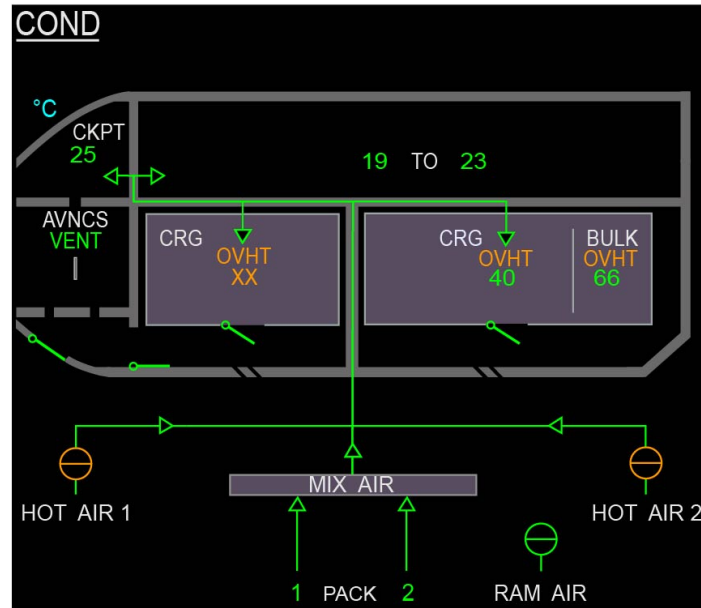 COND
°C
CKPT
25
19 TO 23
AVNCS
VENT
CRG
OVHT
XX
CRG
OVHT
40
BULK
OVHT
66
MIX AIR
HOT AIR 1
HOT AIR 2
1 PACK 2
RAM AIR